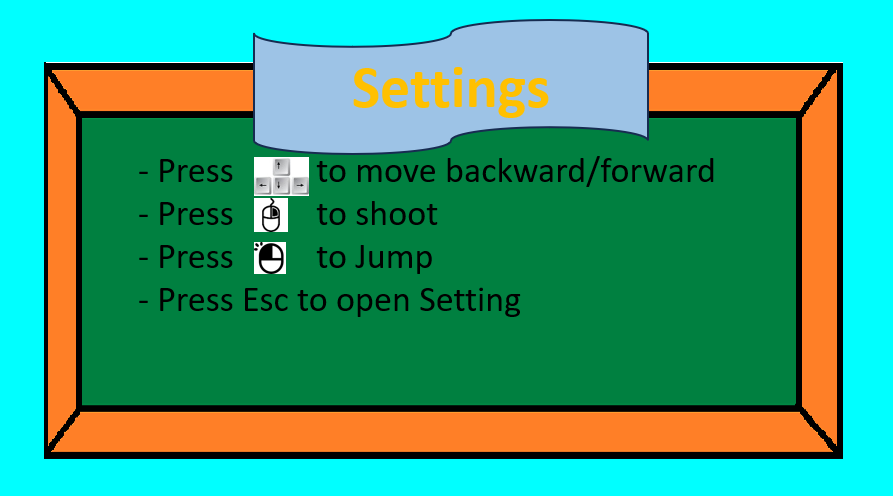 Settings
- Press to move backward/forward
- Press to shoot
- Press to Jump
- Press Esc to open Setting